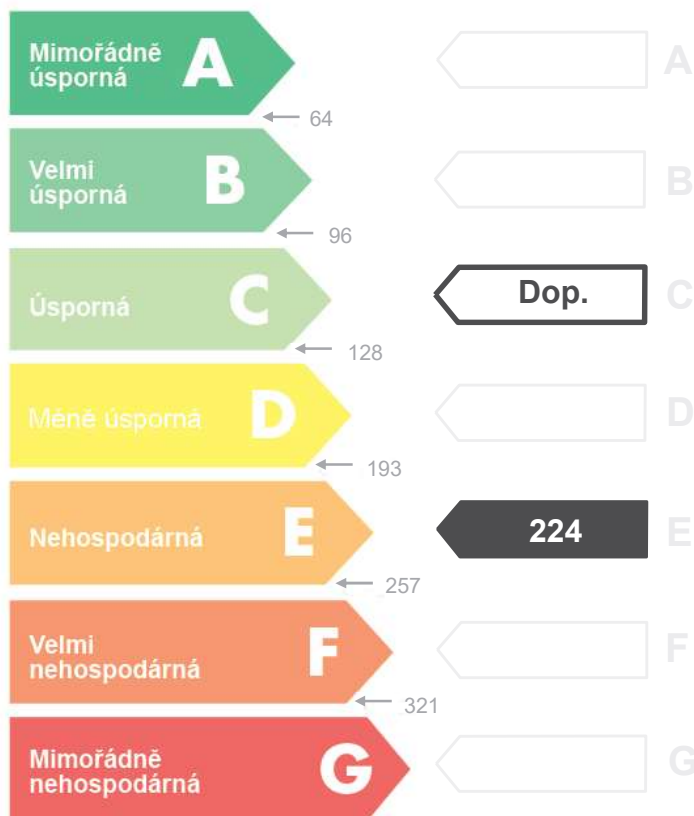 Mimořádně
úsporná A
A
64
Velmi
úsporná B
B
96
Úsporná C
Dop. C
128
Méně úsporná D
D
193
Nehospodárná E
224 E
257
Velmi
nehospodárná F
F
321
Mimořádně
nehospodárná G
G